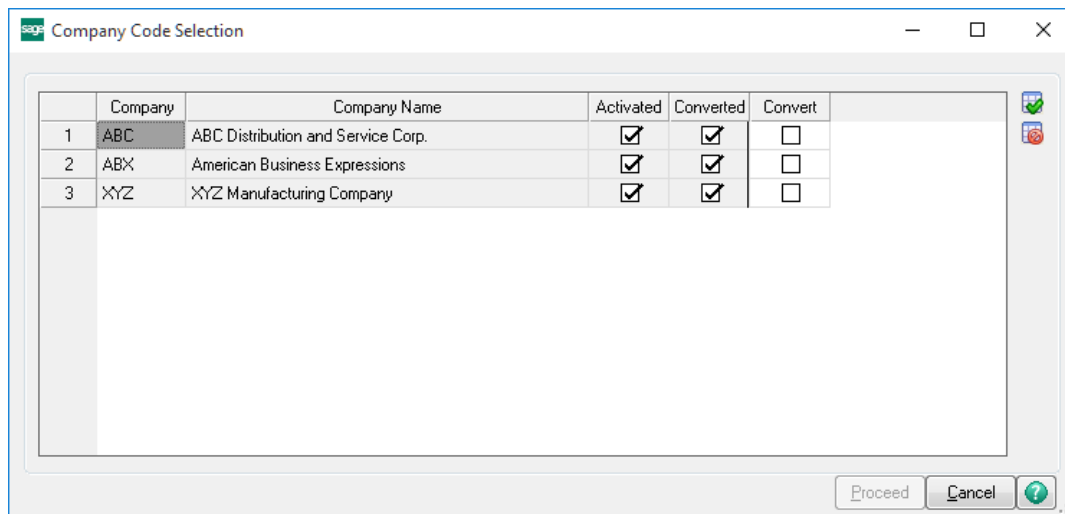 sage Company Code Selection
Company Company Name Activated Converted Convert
1 ABC ABC Distribution and Service Corp.
2 ABX American Business Expressions
3 XYZ XYZ Manufacturing Company
Proceed Cancel ?